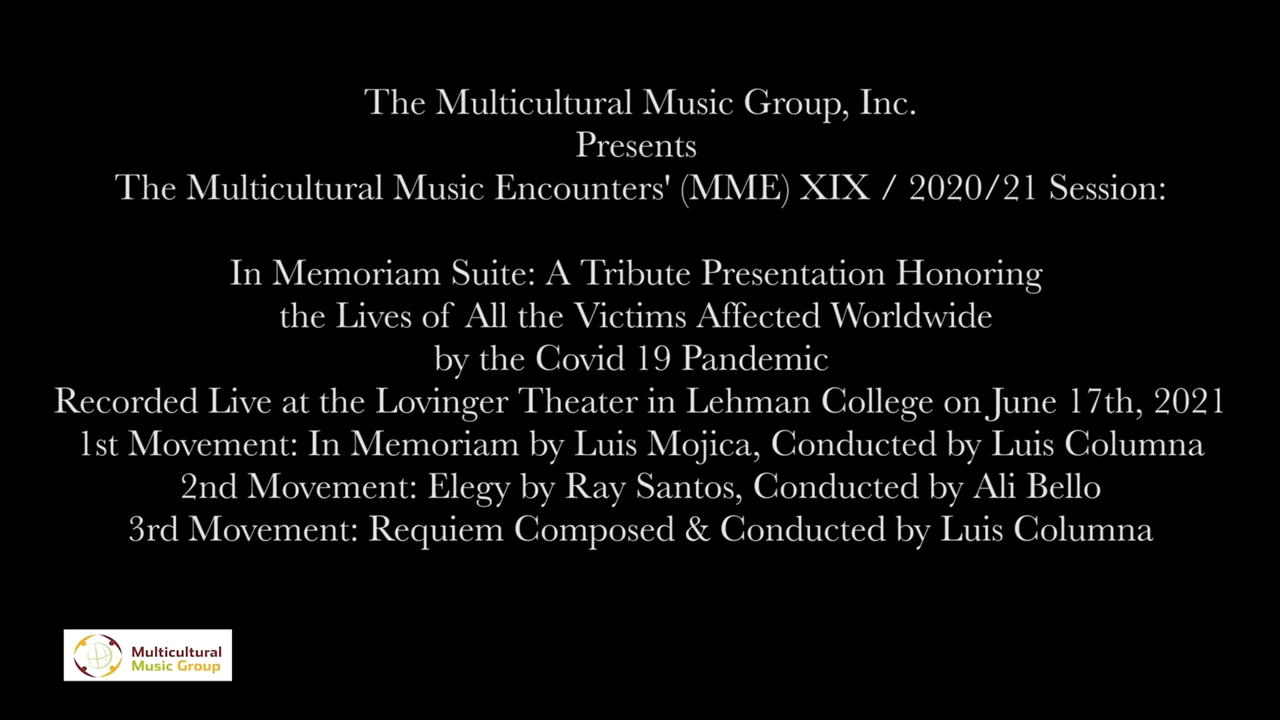 The Multicultural Music Group, Inc.
Presents
The Multicultural Music Encounters' (MME) XIX / 2020/21 Session:
In Memoriam Suite: A Tribute Presentation Honoring
the Lives of All the Victims Affected Worldwide
by the Covid 19 Pandemic
Recorded Live at the Lovinger Theater in Lehman College on June 17th, 2021
1st Movement: In Memoriam by Luis Mojica, Conducted by Luis Columna
2nd Movement: Elegy by Ray Santos, Conducted by Ali Bello
3rd Movement: Requiem Composed & Conducted by Luis Columna
Multicultural
Music Group